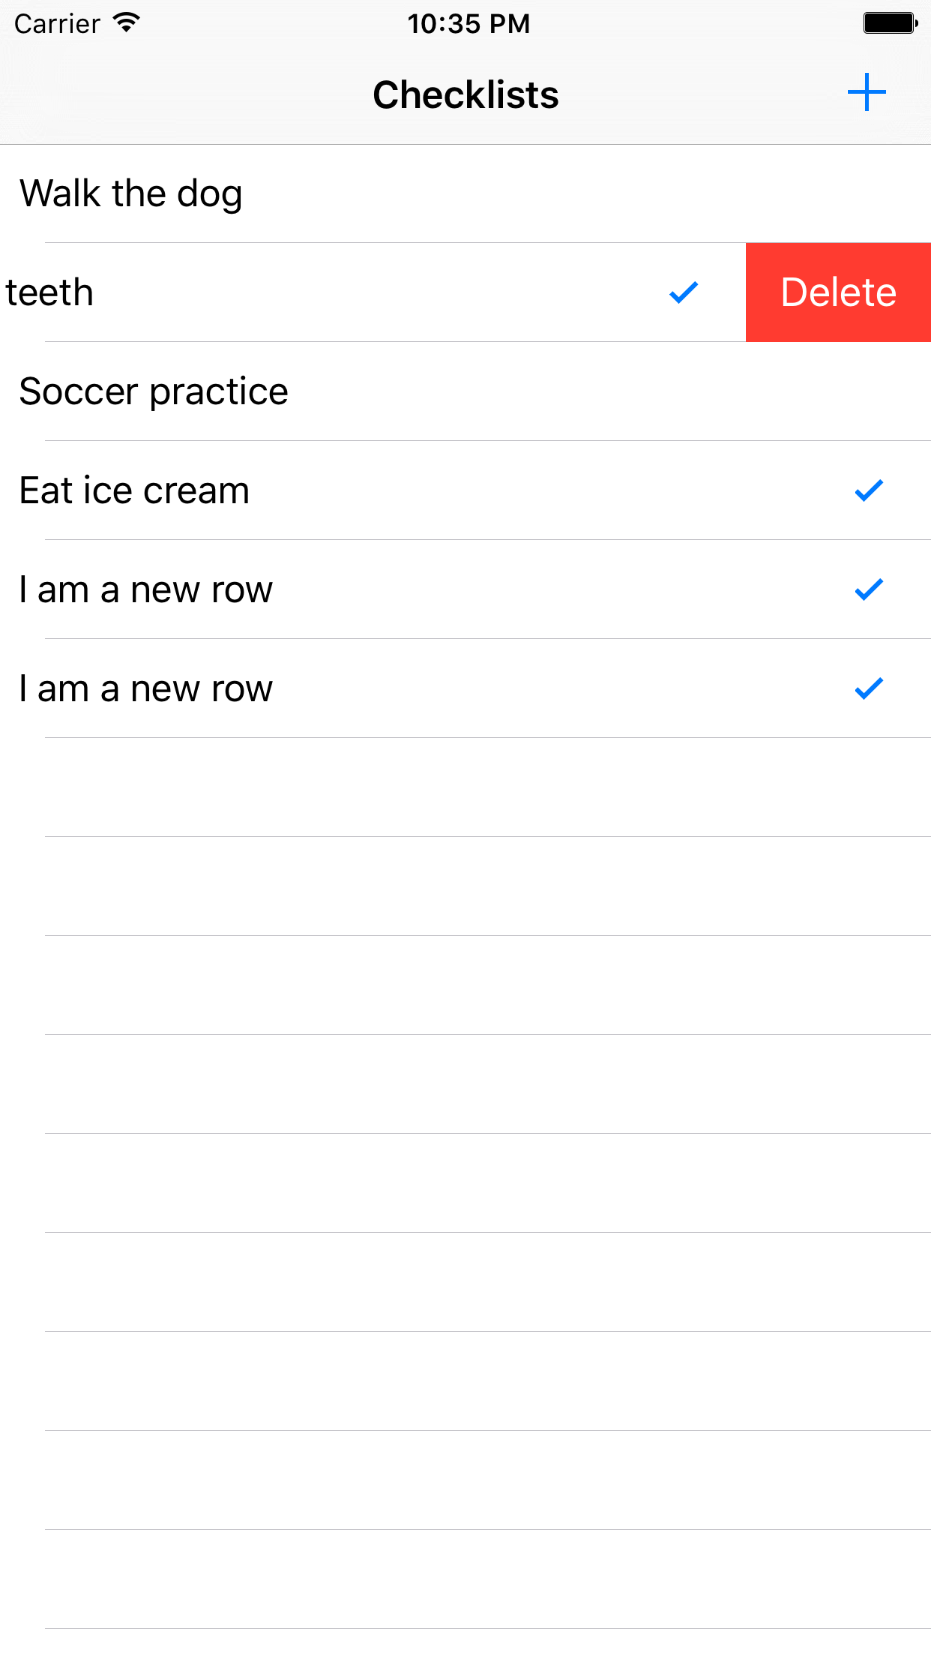 Carrier 10:35 PM
Checklists
Walk the dog
teeth Delete
Soccer practice
Eat ice cream
I am a new row
I am a new row